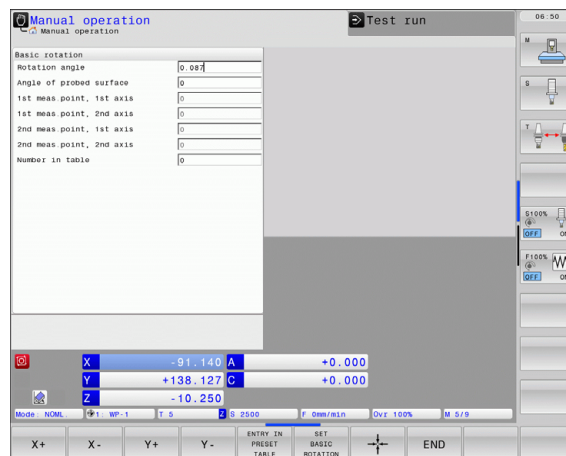 Manual operation
Manual operation
Test run
06:50
Basic rotation
Rotation angle 0.087
Angle of probed surface 0
1st meas.point, 1st axis 0
1st meas.point, 2nd axis 0
2nd meas.point, 1st axis 0
2nd meas.point, 2nd axis 0
Number in table 0
M
S
T
S100%
OFF
F100%
OFF
X -91.140 A +0.000
Y +138.127 C +0.000
Z -10.250
Mode: NOML. 1: WP-1 T 5 Z S 2500 F 0mm/min Ovr 100% M 5/9
X+ X- Y+ Y- ENTRY IN PRESET TABLE SET BASIC ROTATION END